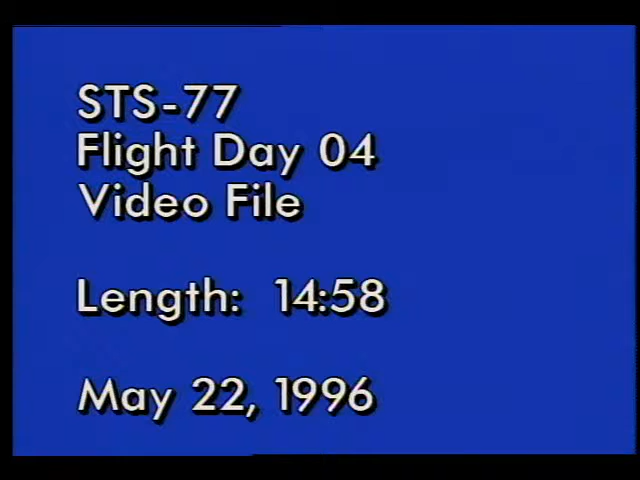 STS-77
Flight Day 04
Video File
Length: 14:58
May 22, 1996